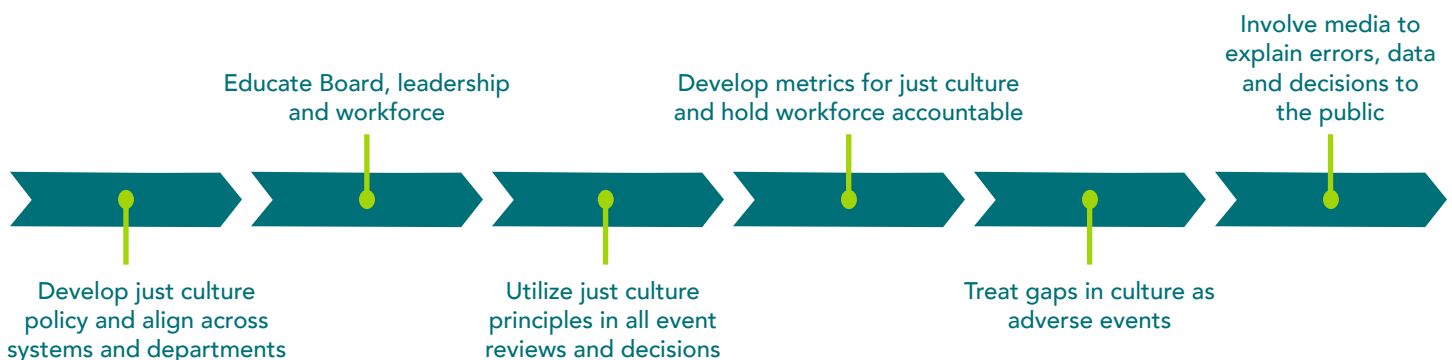 Develop just culture
policy and align across
systems and departments
Educate Board, leadership
and workforce
Utilize just culture
principles in all event
reviews and decisions
Develop metrics for just culture
and hold workforce accountable
Treat gaps in culture as
adverse events
Involve media to
explain errors, data
and decisions to
the public